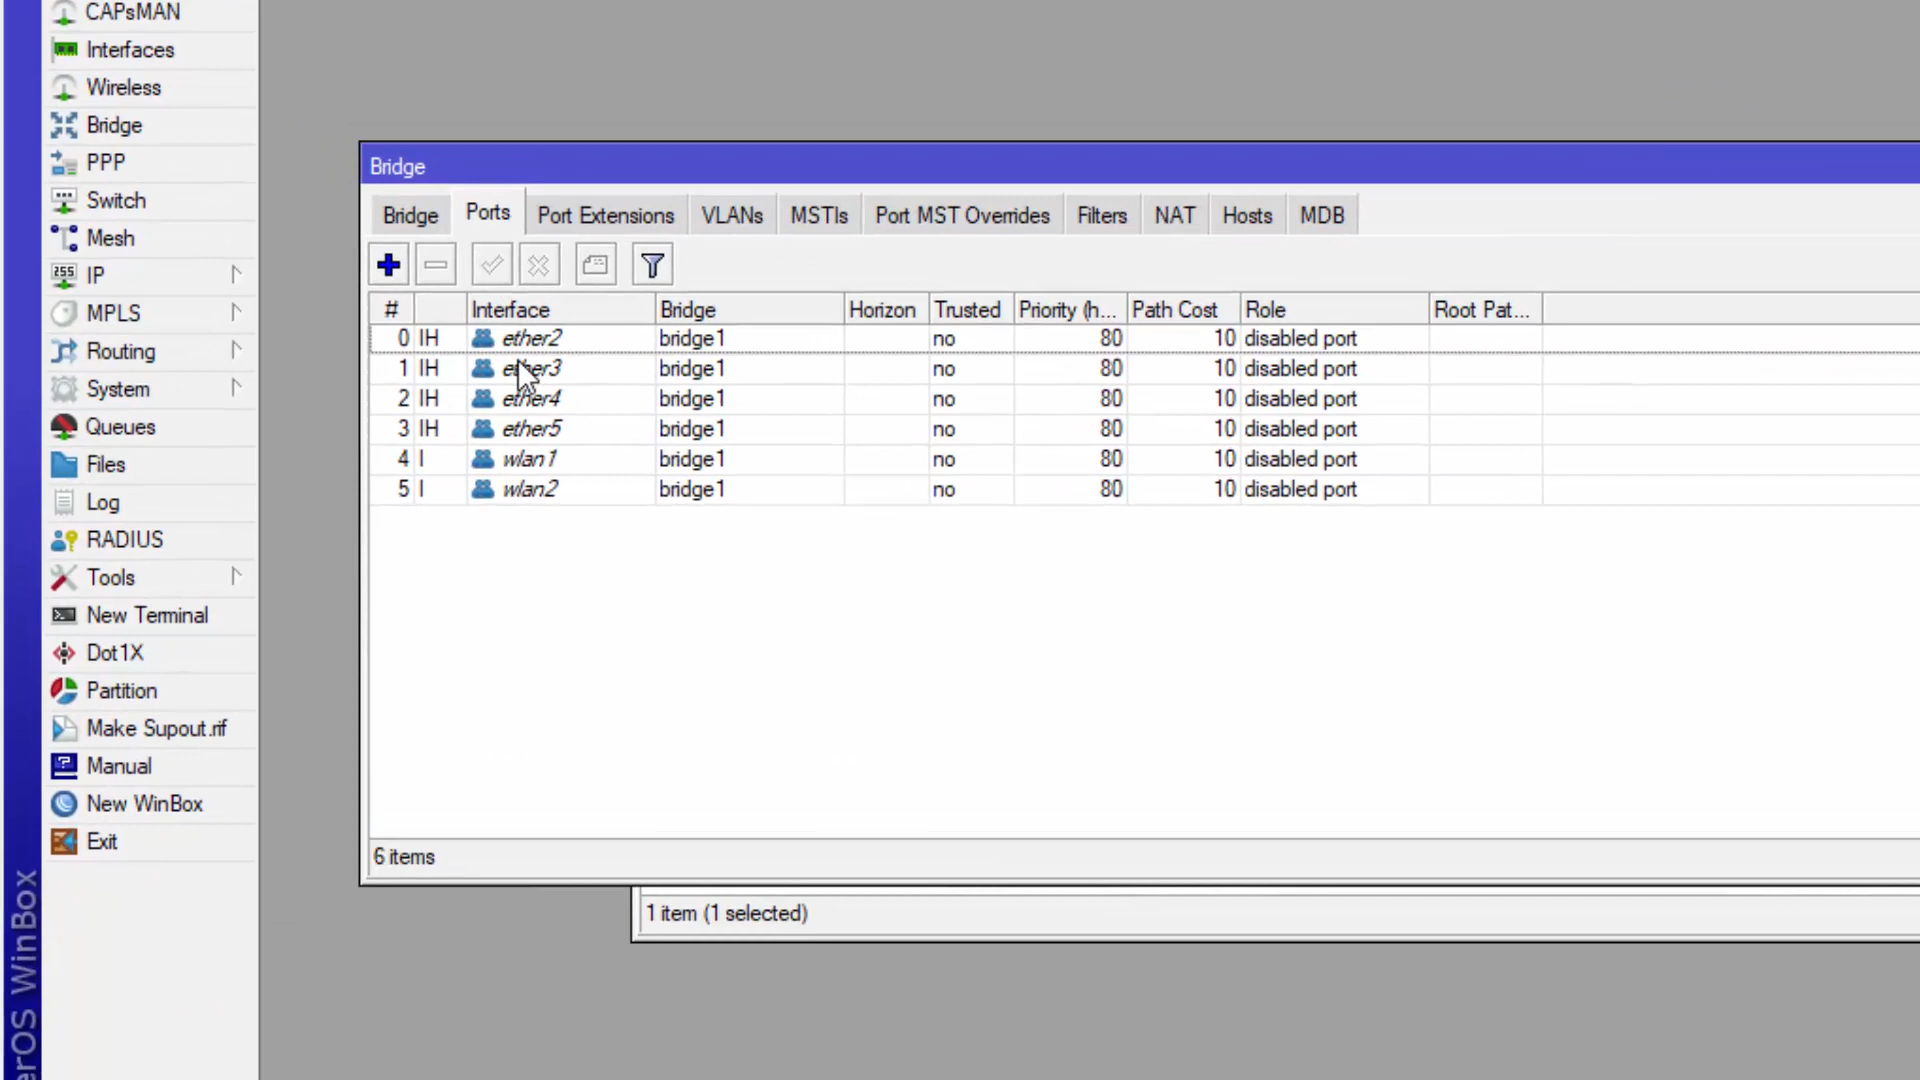 CAPsMAN
Interfaces
Wireless
Bridge
PPP
Switch
Mesh
255 IP
MPLS
Routing
System
Queues
Files
Log
RADIUS
Tools
New Terminal
Dot1X
Partition
Make Supout.rif
Manual
New WinBox
Exit
erOS WinBox
Bridge
Bridge Ports Port Extensions VLANs MSTIs Port MST Overrides Filters NAT Hosts MDB
# Interface Bridge Horizon Trusted Priority (h... Path Cost Role Root Pat...
0 IH ether2 bridge1 no 80 10 disabled port
1 IH ether3 bridge1 no 80 10 disabled port
2 IH ether4 bridge1 no 80 10 disabled port
3 IH ether5 bridge1 no 80 10 disabled port
4 I wlan1 bridge1 no 80 10 disabled port
5 I wlan2 bridge1 no 80 10 disabled port
6 items
1 item (1 selected)